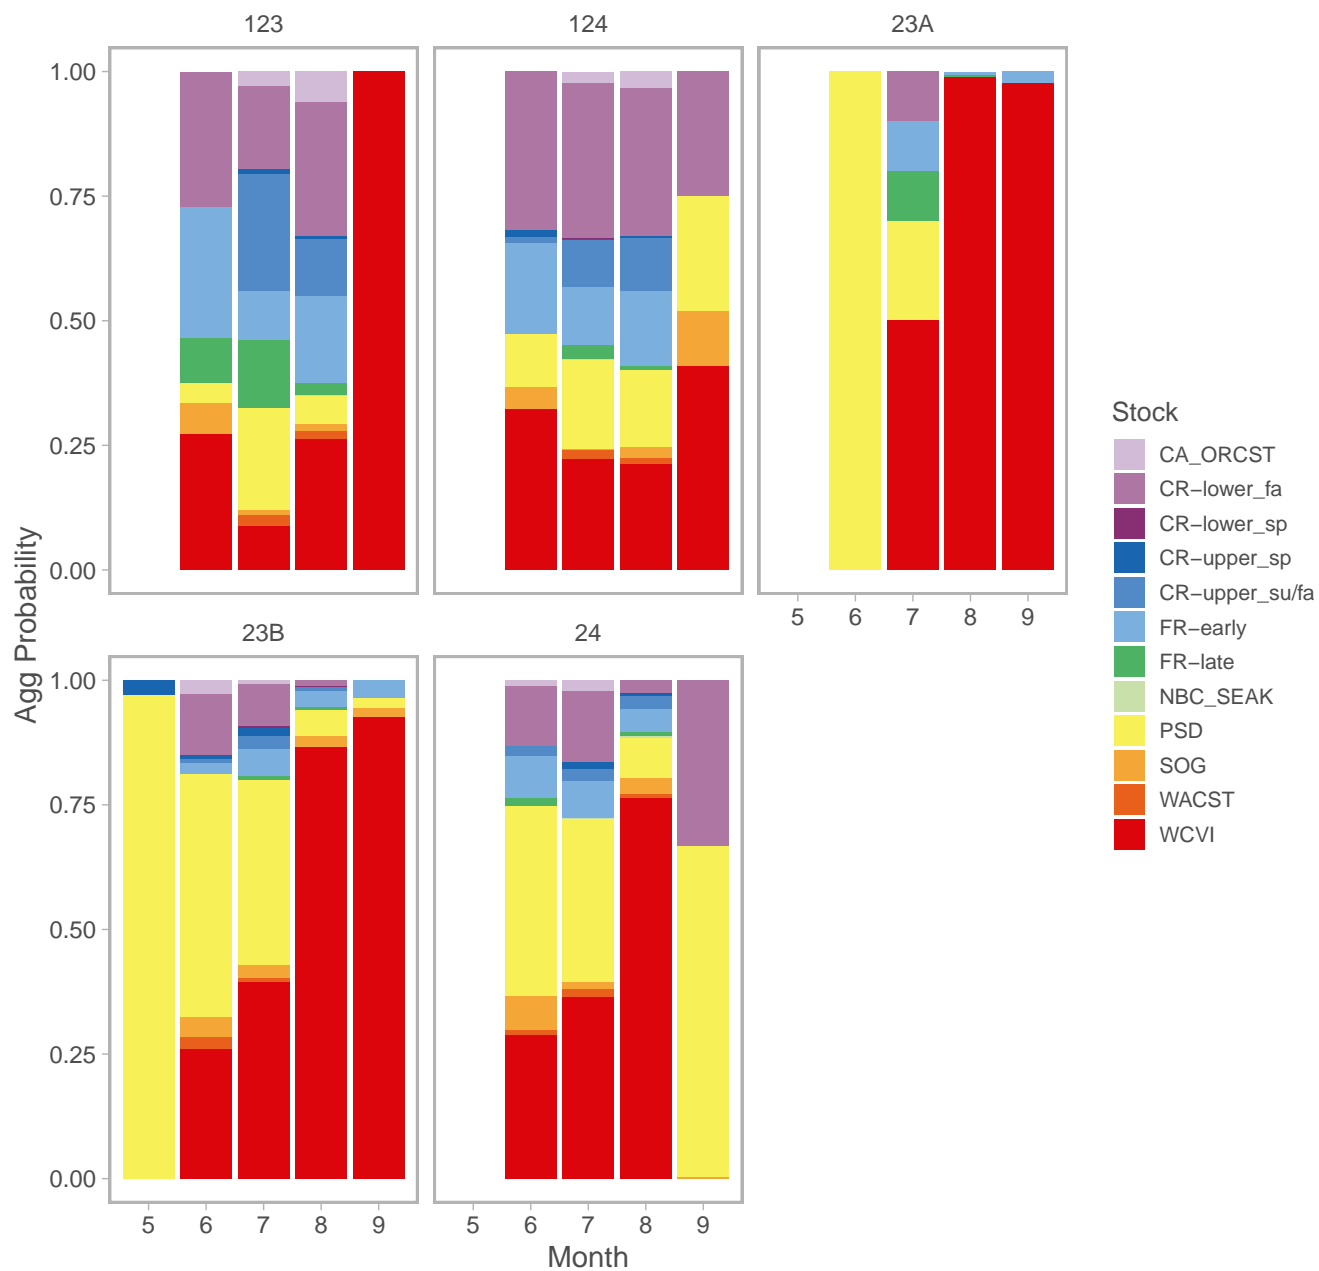 123
124
23A
1.00
0.75
0.50
0.25
0.00
5 6 7 8 9
23B
24
1.00
0.75
0.50
0.25
0.00
5 6 7 8 9
5 6 7 8 9
Month
Agg Probability
Stock
CA_ORCST
CR−lower_fa
CR−lower_sp
CR−upper_sp
CR−upper_su/fa
FR−early
FR−late
NBC_SEAK
PSD
SOG
WACST
WCVI